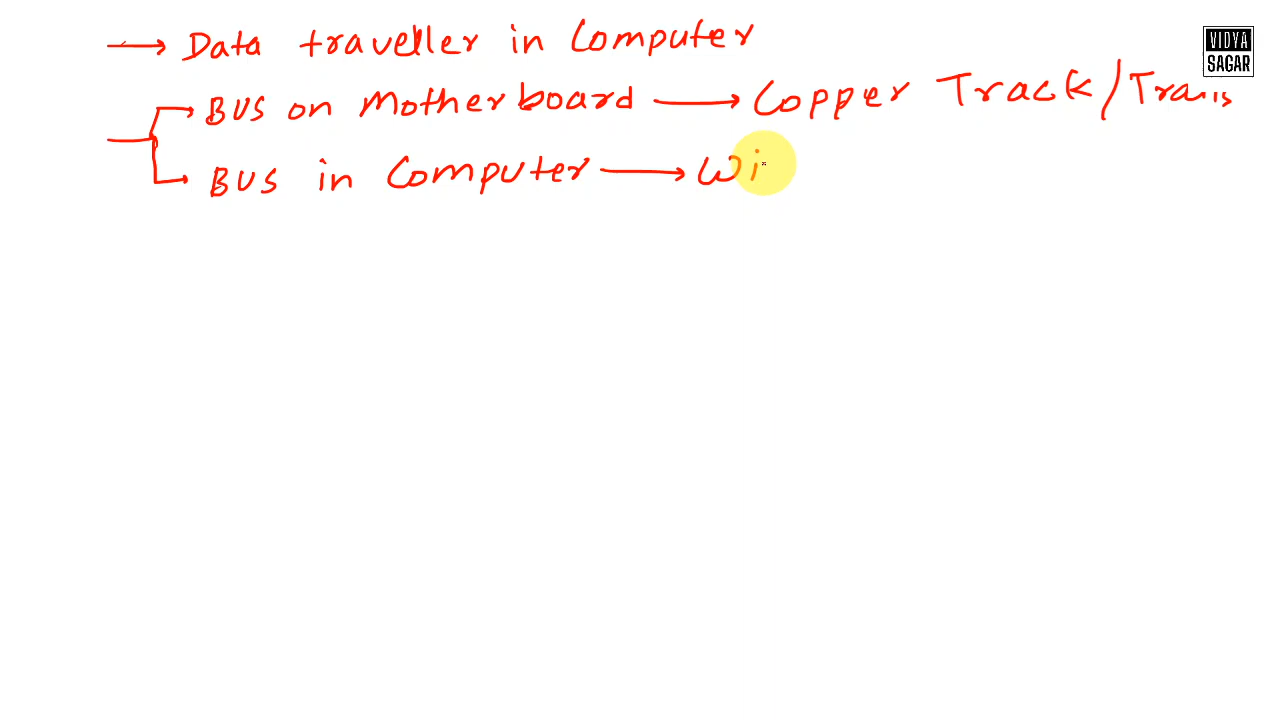 → Data traveller in Computer
VIDYA
SAGAR
BUS on Motherboard → Copper Track/Trans
BUS in Computer → Wi